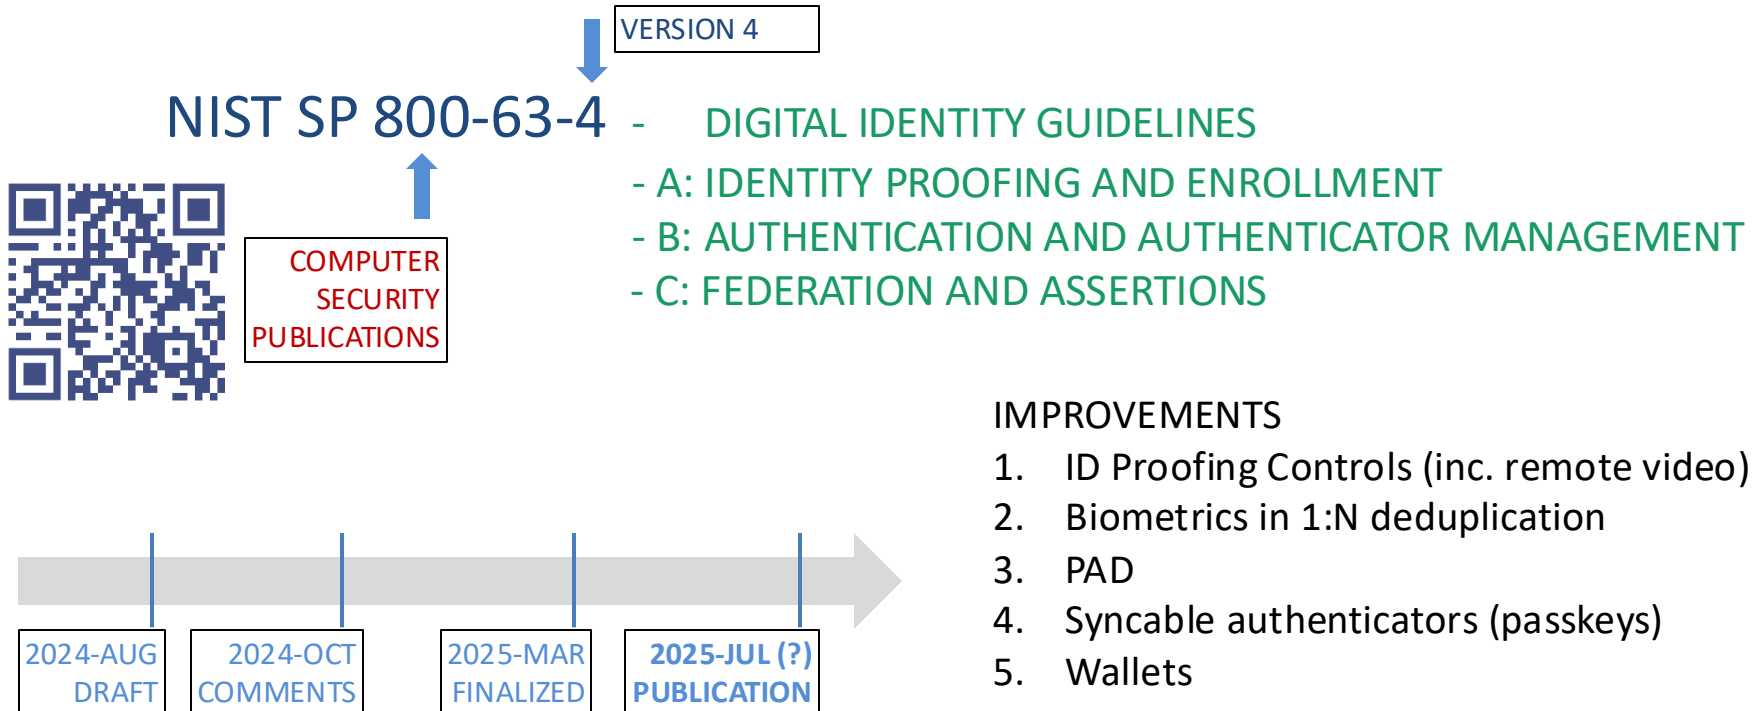 VERSION 4
NIST SP 800-63-4 - DIGITAL IDENTITY GUIDELINES
- A: IDENTITY PROOFING AND ENROLLMENT
- B: AUTHENTICATION AND AUTHENTICATOR MANAGEMENT
- C: FEDERATION AND ASSERTIONS
COMPUTER
SECURITY
PUBLICATIONS
IMPROVEMENTS
1. ID Proofing Controls (inc. remote video)
2. Biometrics in 1:N deduplication
3. PAD
4. Syncable authenticators (passkeys)
5. Wallets
2024-AUG
DRAFT
2024-OCT
COMMENTS
2025-MAR
FINALIZED
2025-JUL (?)
PUBLICATION